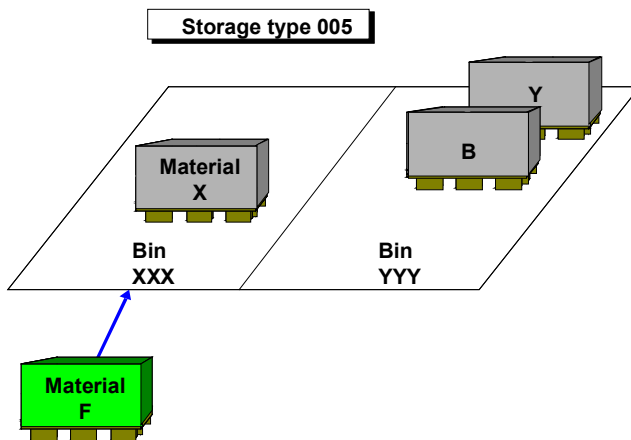 Storage type 005
Y
B
Material
X
Bin
XXX
Bin
YYY
Material
F